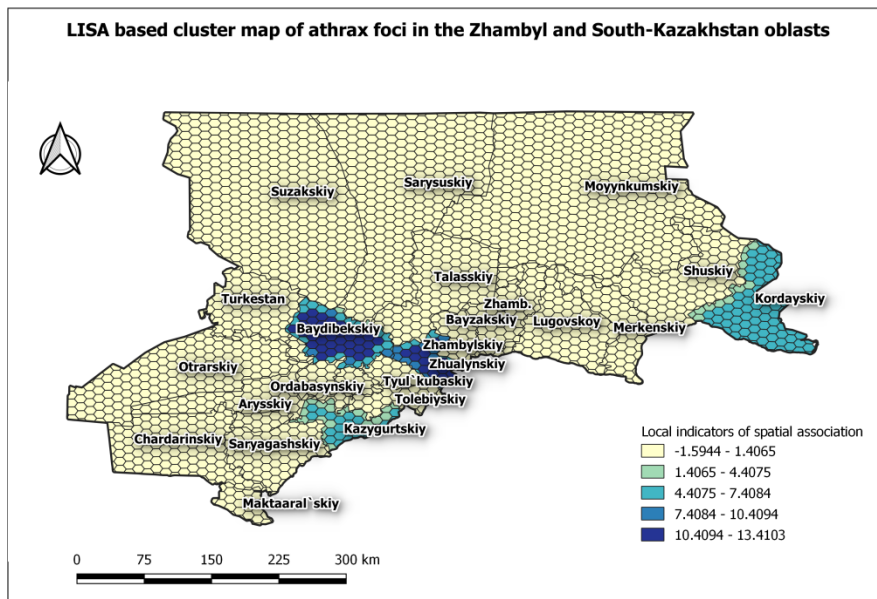 LISA based cluster map of athrax foci in the Zhambyl and South-Kazakhstan oblasts
Sarysuskiy
Suzakskiy
Moyynkumskiy
Talasskiy
Shuskiy
Turkestan
Zhamb.
Kordayskiy
Baydibekskiy
Bayzakskiy
Lugovskoy
Merkenskiy
Zhambylskiy
Otrarskiy
Zhualynskiy
Ordabasynskiy
Tyul`kubaskiy
Arysskiy
Tolebiyskiy
Kazygurtskiy
Chardarinskiy
Saryagashskiy
Maktaaral`skiy
Local indicators of spatial association
-1.5944 - 1.4065
1.4065 - 4.4075
4.4075 - 7.4084
7.4084 - 10.4094
10.4094 - 13.4103
0 75 150 225 300 km